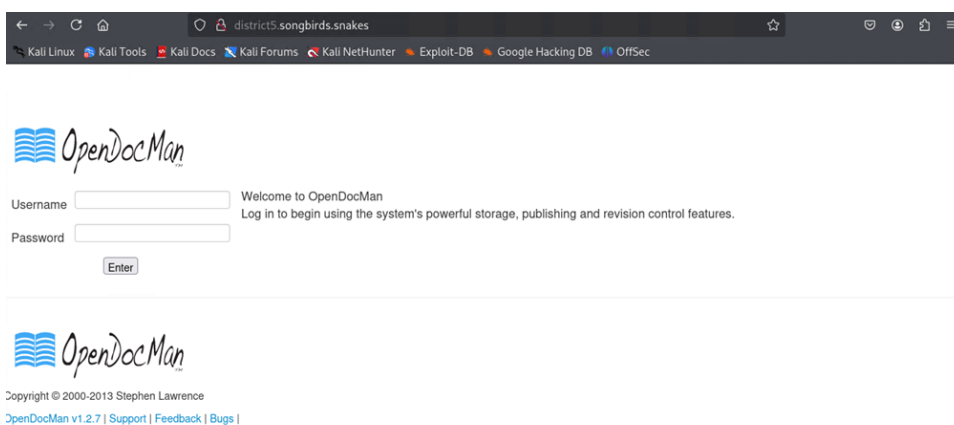 district5.songbirds.snakes
Kali Linux Kali Tools Kali Docs Kali Forums Kali NetHunter Exploit-DB Google Hacking DB OffSec
OpenDocMan
Username
Welcome to OpenDocMan
Log in to begin using the system's powerful storage, publishing and revision control features.
Password
Enter
OpenDocMan
Copyright © 2000-2013 Stephen Lawrence
OpenDocMan v1.2.7 | Support | Feedback | Bugs |